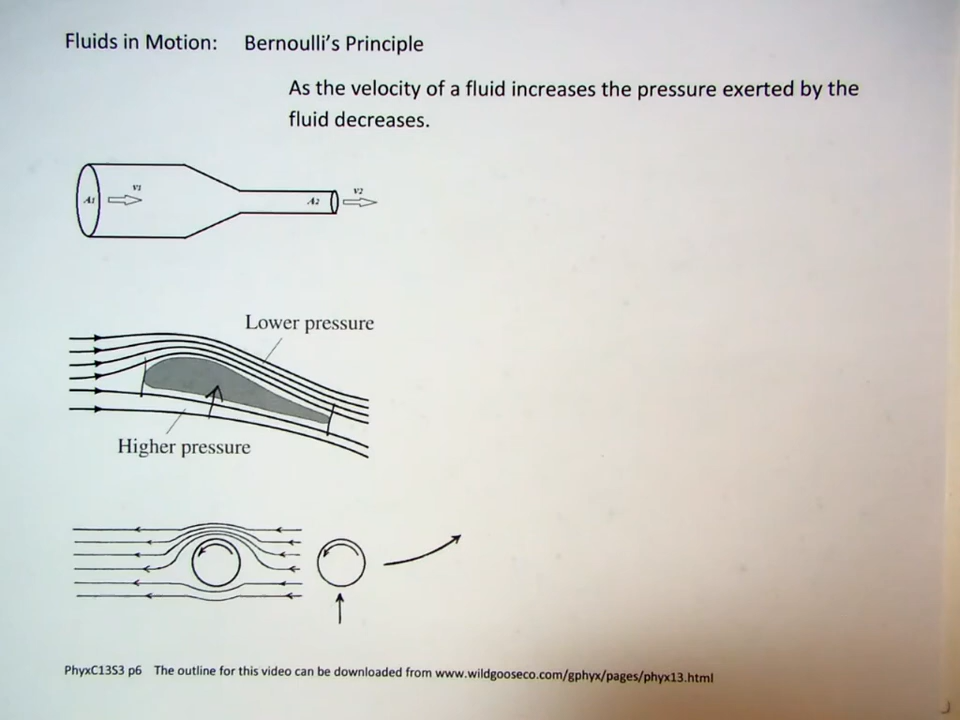 Fluids in Motion: Bernoulli's Principle
As the velocity of a fluid increases the pressure exerted by the
fluid decreases.
A1 v1 A2 v2
Lower pressure
Higher pressure
PhyxC13S3 p6 The outline for this video can be downloaded from www.wildgooseco.com/gphyx/pages/phyx13.html